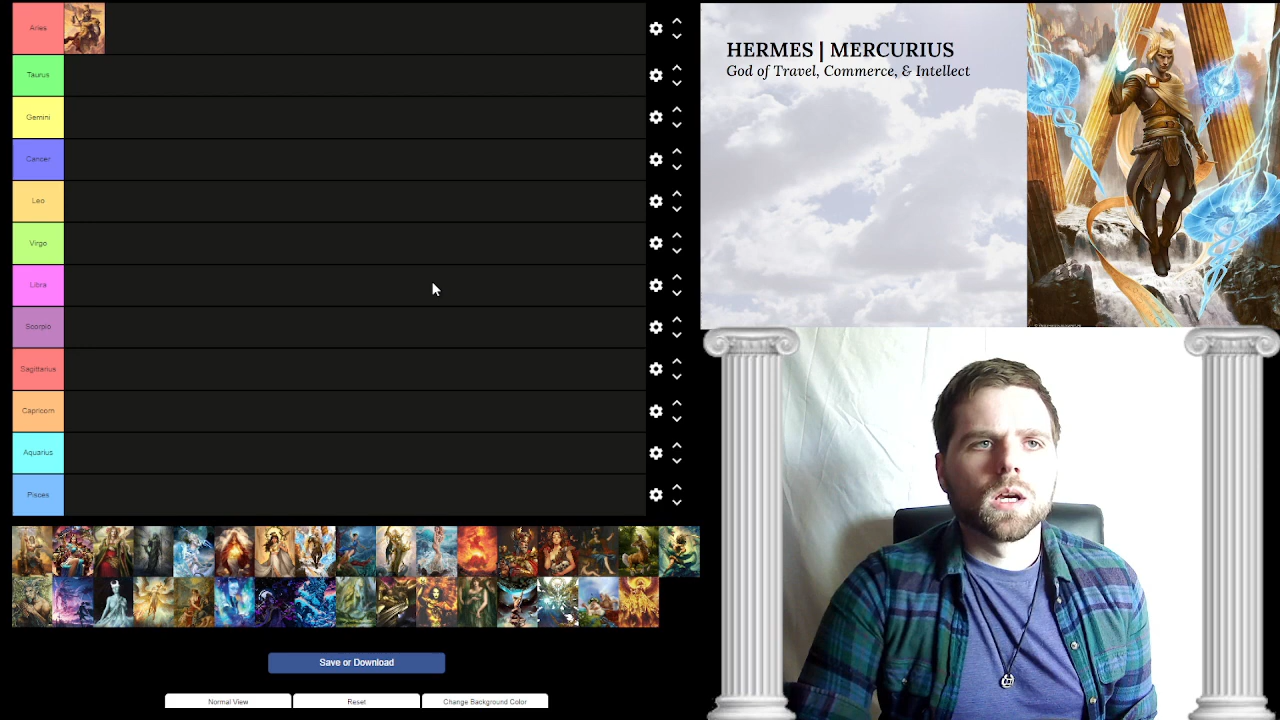 Aries
Taurus
Gemini
Cancer
Leo
Virgo
Libra
Scorpio
Sagittarius
Capricorn
Aquarius
Pisces
Save or Download
Normal View
Reset
Change Background Color
HERMES | MERCURIUS
God of Travel, Commerce, & Intellect